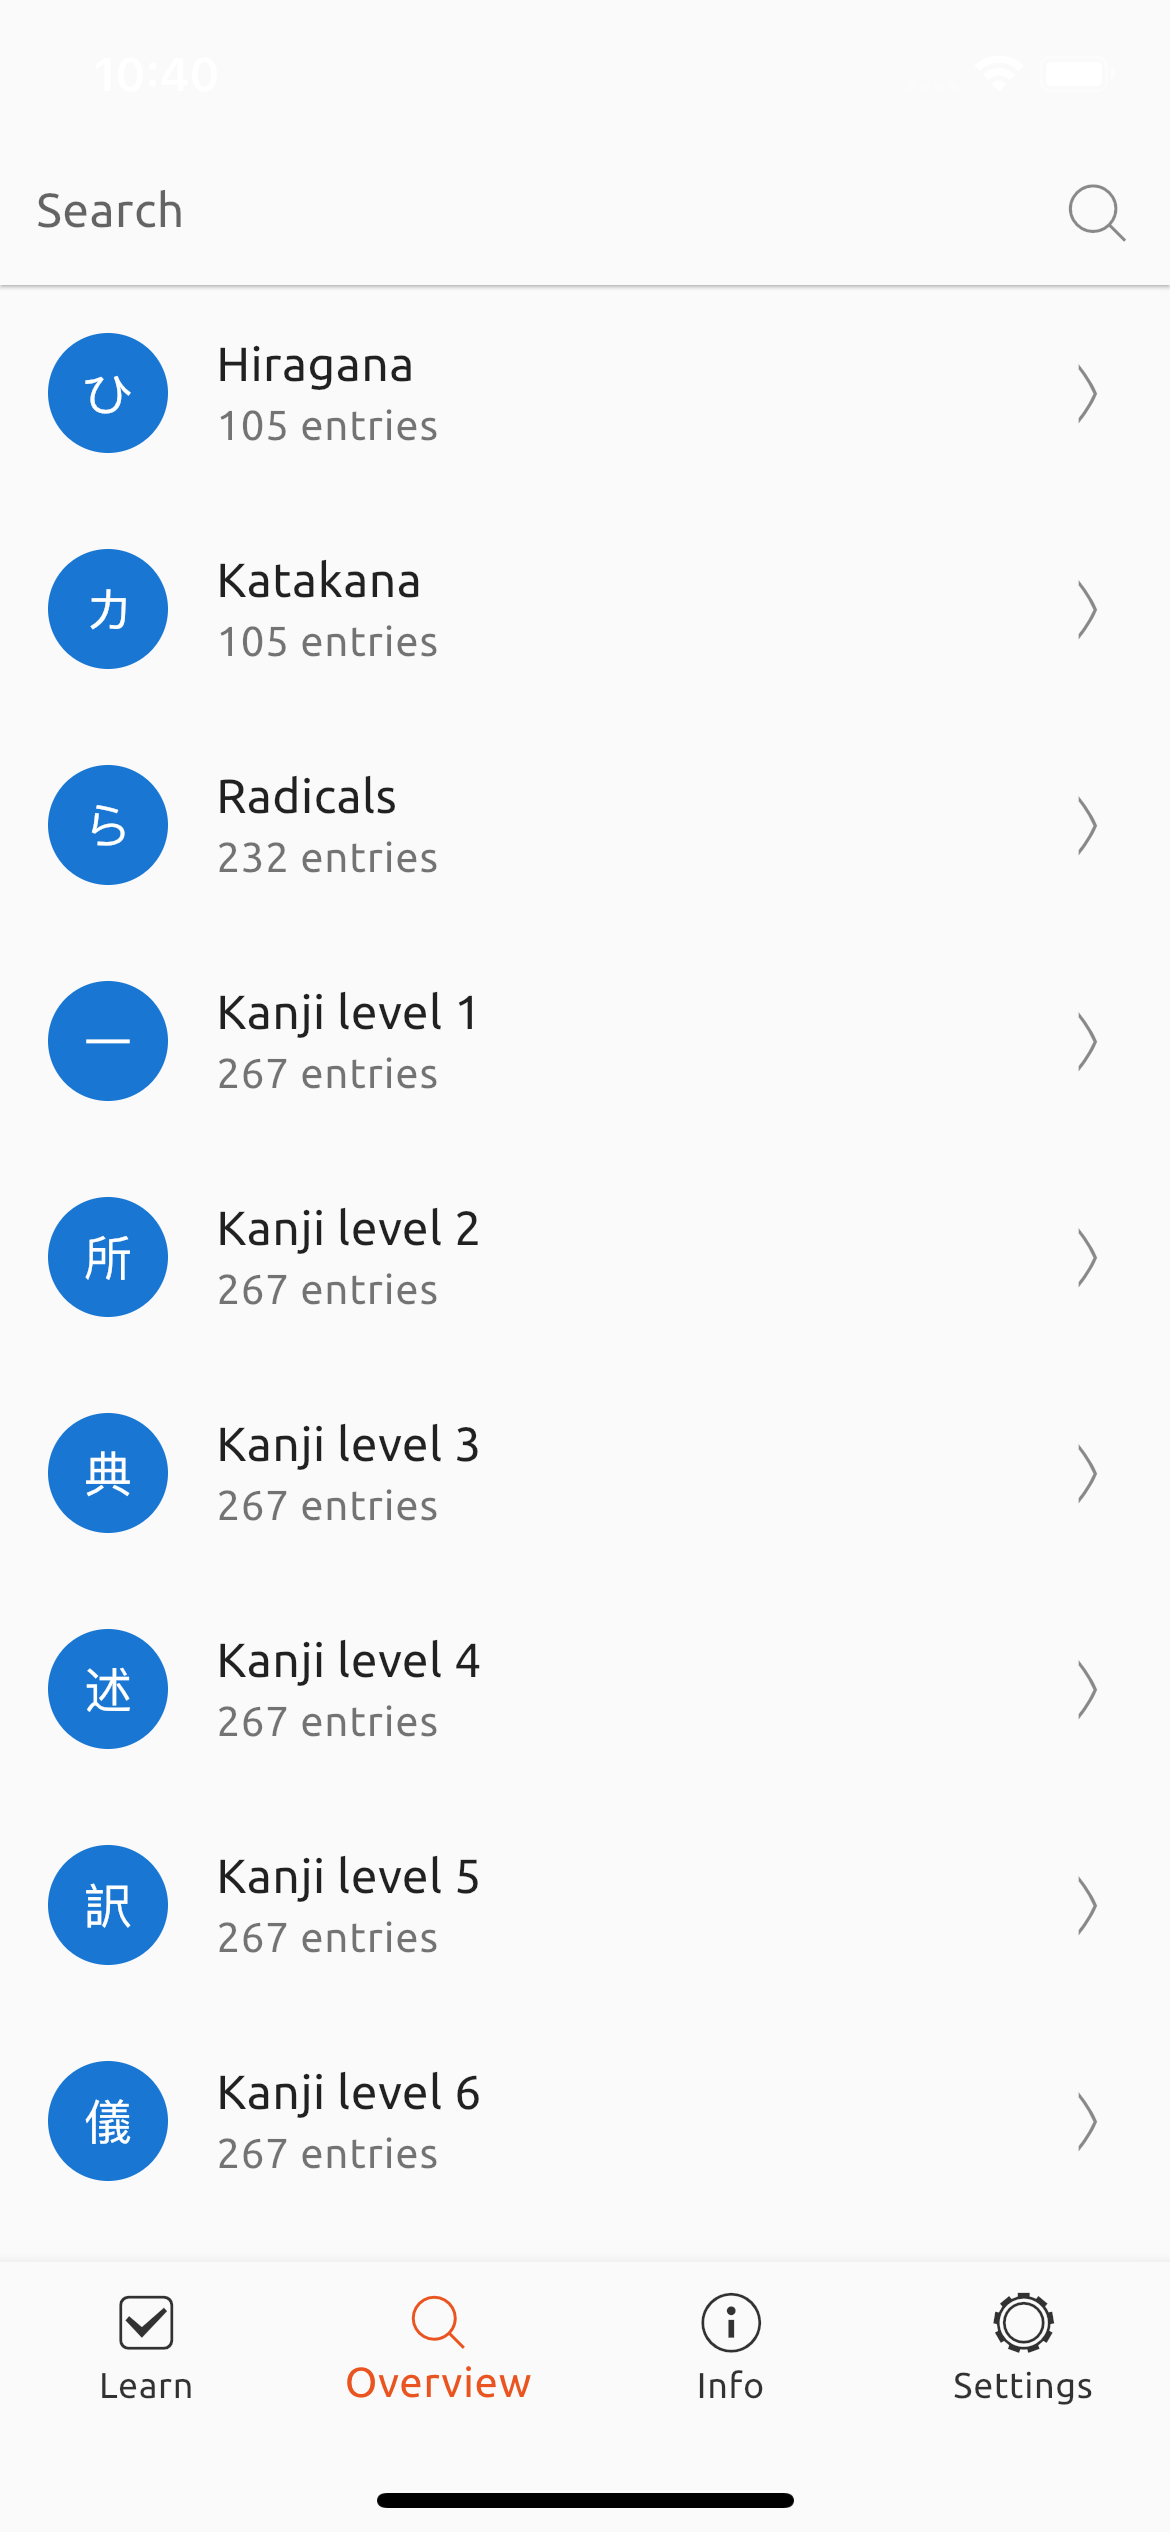 10:40
Search
ひ
Hiragana
105 entries
カ
Katakana
105 entries
ら
Radicals
232 entries
一
Kanji level 1
267 entries
所
Kanji level 2
267 entries
典
Kanji level 3
267 entries
述
Kanji level 4
267 entries
訳
Kanji level 5
267 entries
儀
Kanji level 6
267 entries
Learn
Overview
Info
Settings